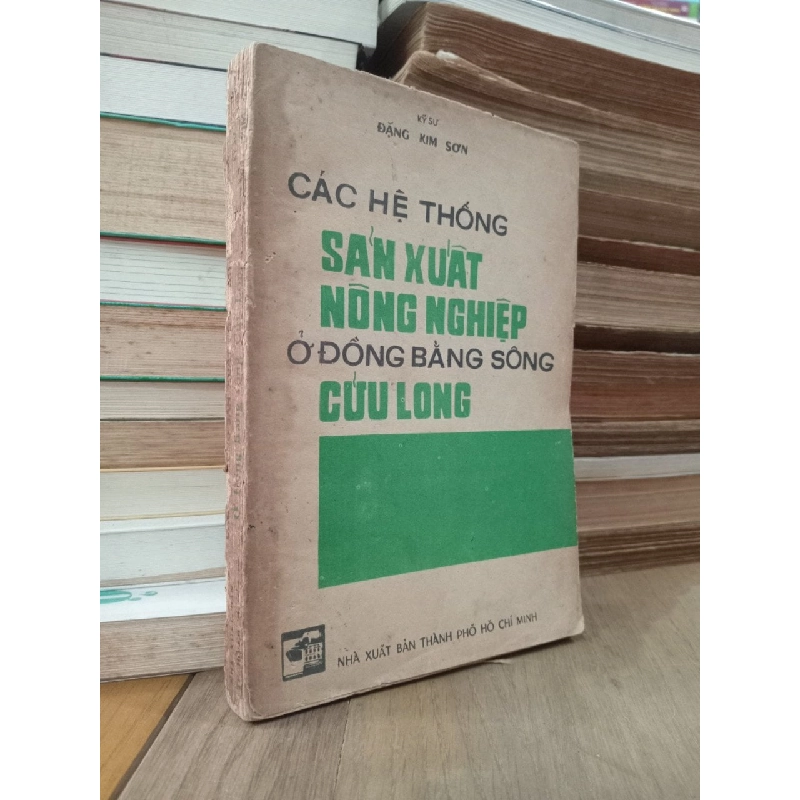 KỸ SƯ
ĐẶNG KIM SƠN
CÁC HỆ THỐNG
SẢN XUẤT
NÔNG NGHIỆP
Ở ĐỒNG BẰNG SÔNG
CỬU LONG
NHÀ XUẤT BẢN THÀNH PHỐ HỒ CHÍ MINH